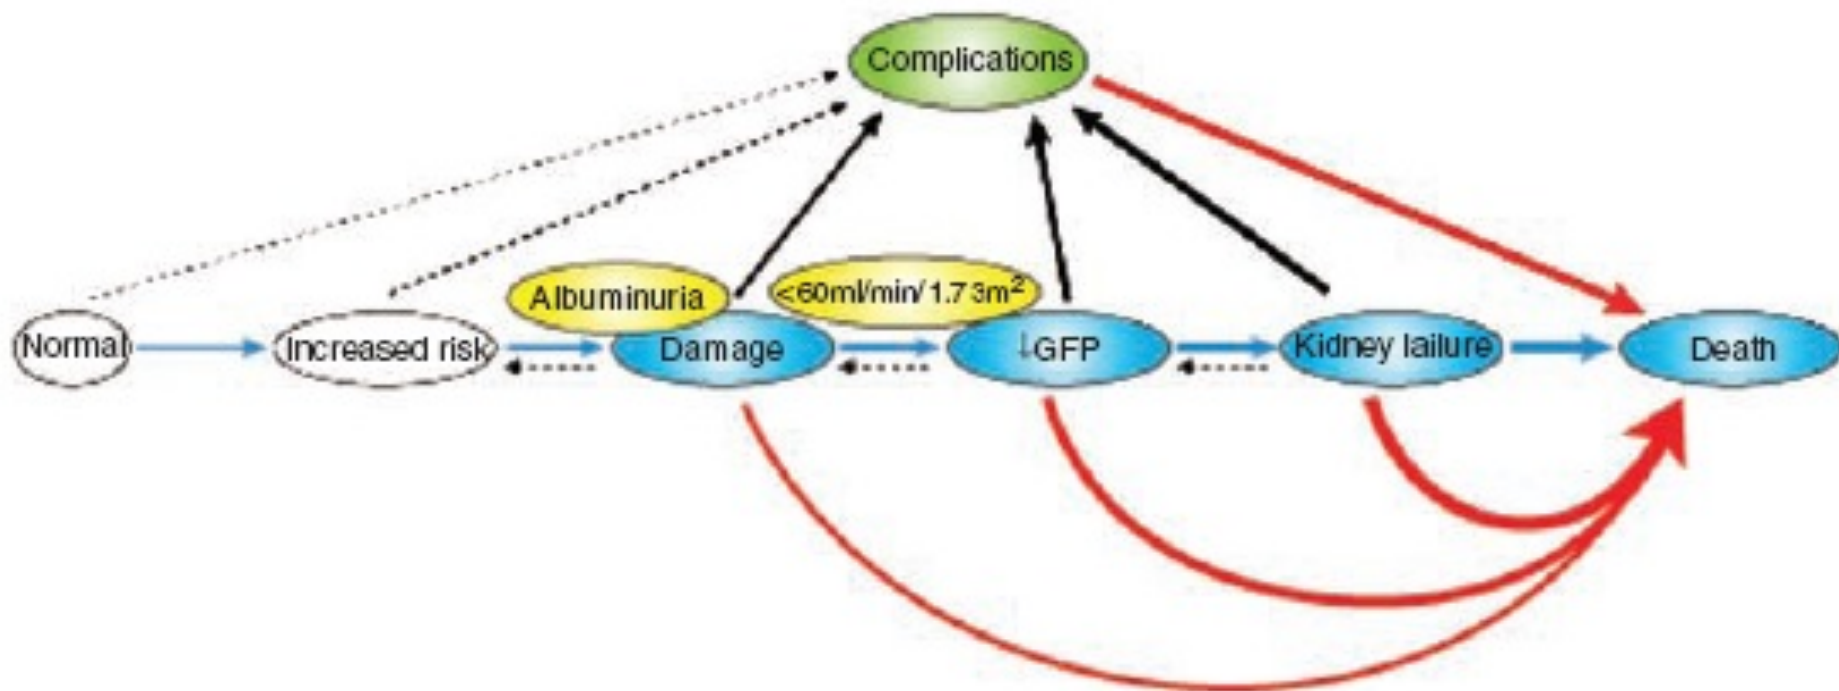 Complications
Albuminuria
<60ml/min/1.73m²
Normal
Increased risk
Damage
↓GFP
Kidney lailure
Death